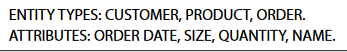 ENTITY TYPES: CUSTOMER, PRODUCT, ORDER.
ATTRIBUTES: ORDER DATE, SIZE, QUANTITY, NAME.